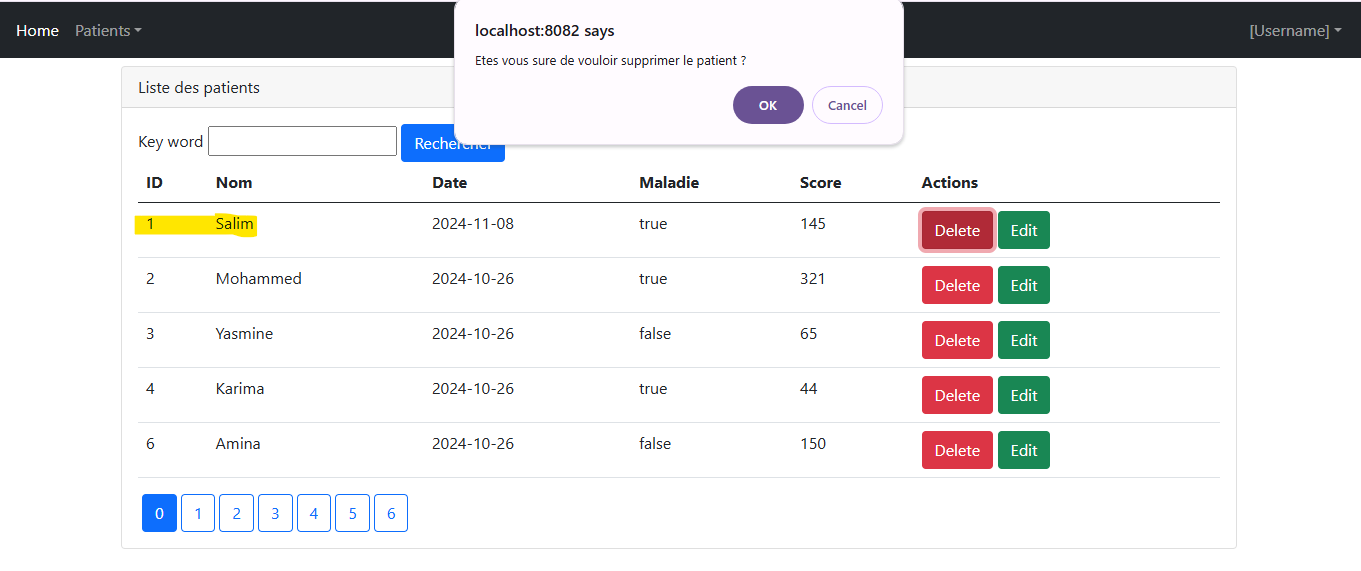 Home Patients [Username]
localhost:8082 says
Etes vous sure de vouloir supprimer le patient ?
OK Cancel
Liste des patients
Key word Rechercher
ID Nom Date Maladie Score Actions
1 Salim 2024-11-08 true 145 Delete Edit
2 Mohammed 2024-10-26 true 321 Delete Edit
3 Yasmine 2024-10-26 false 65 Delete Edit
4 Karima 2024-10-26 true 44 Delete Edit
6 Amina 2024-10-26 false 150 Delete Edit
0 1 2 3 4 5 6